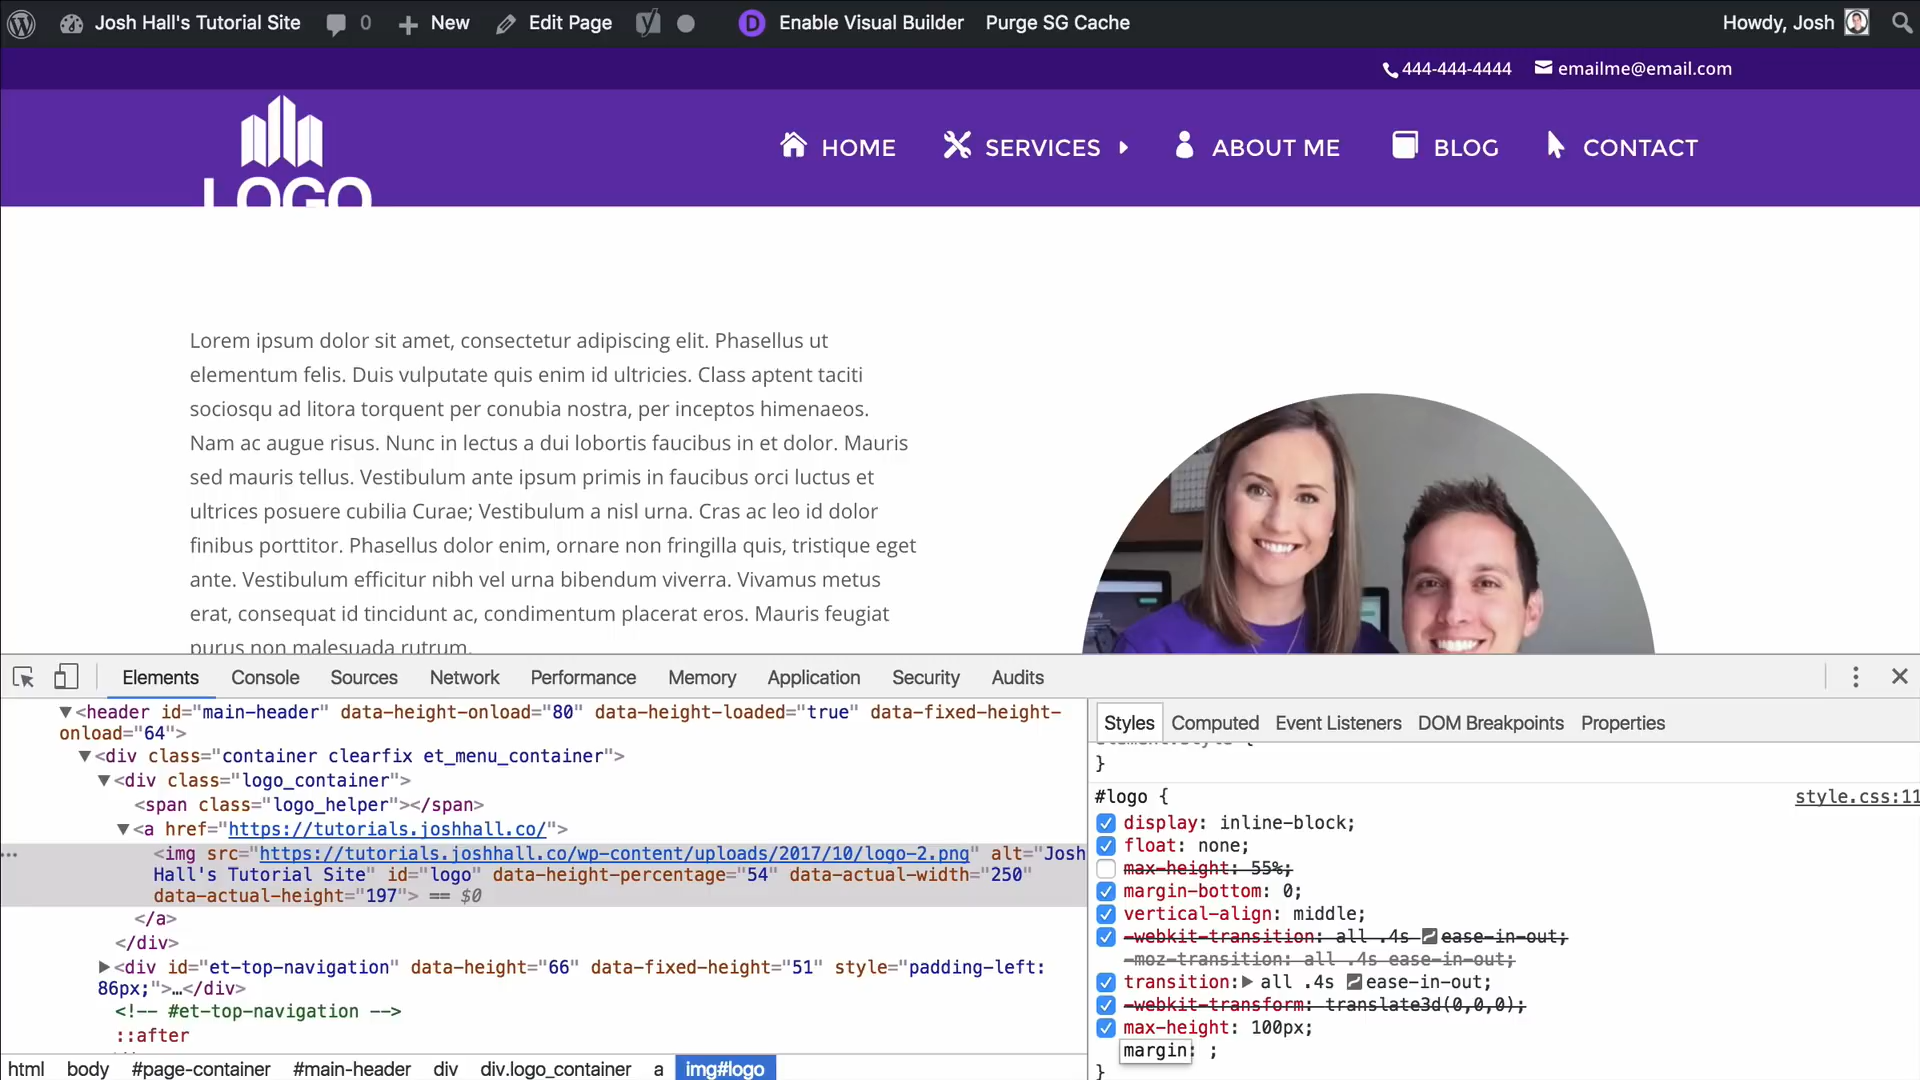 Josh Hall's Tutorial Site 0 New Edit Page Enable Visual Builder Purge SG Cache Howdy, Josh
444-444-4444 emailme@email.com
LOGO
HOME SERVICES ABOUT ME BLOG CONTACT
Lorem ipsum dolor sit amet, consectetur adipiscing elit. Phasellus ut
elementum felis. Duis vulputate quis enim id ultricies. Class aptent taciti
sociosqu ad litora torquent per conubia nostra, per inceptos himenaeos.
Nam ac augue risus. Nunc in lectus a dui lobortis faucibus in et dolor. Mauris
sed mauris tellus. Vestibulum ante ipsum primis in faucibus orci luctus et
ultrices posuere cubilia Curae; Vestibulum a nisl urna. Cras ac leo id dolor
finibus porttitor. Phasellus dolor enim, ornare non fringilla quis, tristique eget
ante. Vestibulum efficitur nibh vel urna bibendum viverra. Vivamus metus
erat, consequat id tincidunt ac, condimentum placerat eros. Mauris feugiat
purus non malesuada rutrum.
Elements Console Sources Network Performance Memory Application Security Audits
<header id="main-header" data-height-onload="80" data-height-loaded="true" data-fixed-height-
onload="64">
<div class="container clearfix et_menu_container">
<div class="logo_container">
<span class="logo_helper"></span>
<a href="https://tutorials.joshhall.co/">
<img src="https://tutorials.joshhall.co/wp-content/uploads/2017/10/logo-2.png" alt="Josh
Hall's Tutorial Site" id="logo" data-height-percentage="54" data-actual-width="250"
data-actual-height="197"> == $0
</a>
</div>
<div id="et-top-navigation" data-height="66" data-fixed-height="51" style="padding-left:
86px;">…</div>
<!-- #et-top-navigation -->
::after
html body #page-container #main-header div div.logo_container a img#logo
Styles Computed Event Listeners DOM Breakpoints Properties
element.style {
}
#logo { style.css:11
display: inline-block;
float: none;
max-height: 55%;
margin-bottom: 0;
vertical-align: middle;
-webkit-transition: all .4s ease-in-out;
-moz-transition: all .4s ease-in-out;
transition: all .4s ease-in-out;
-webkit-transform: translate3d(0,0,0);
max-height: 100px;
margin: ;
}